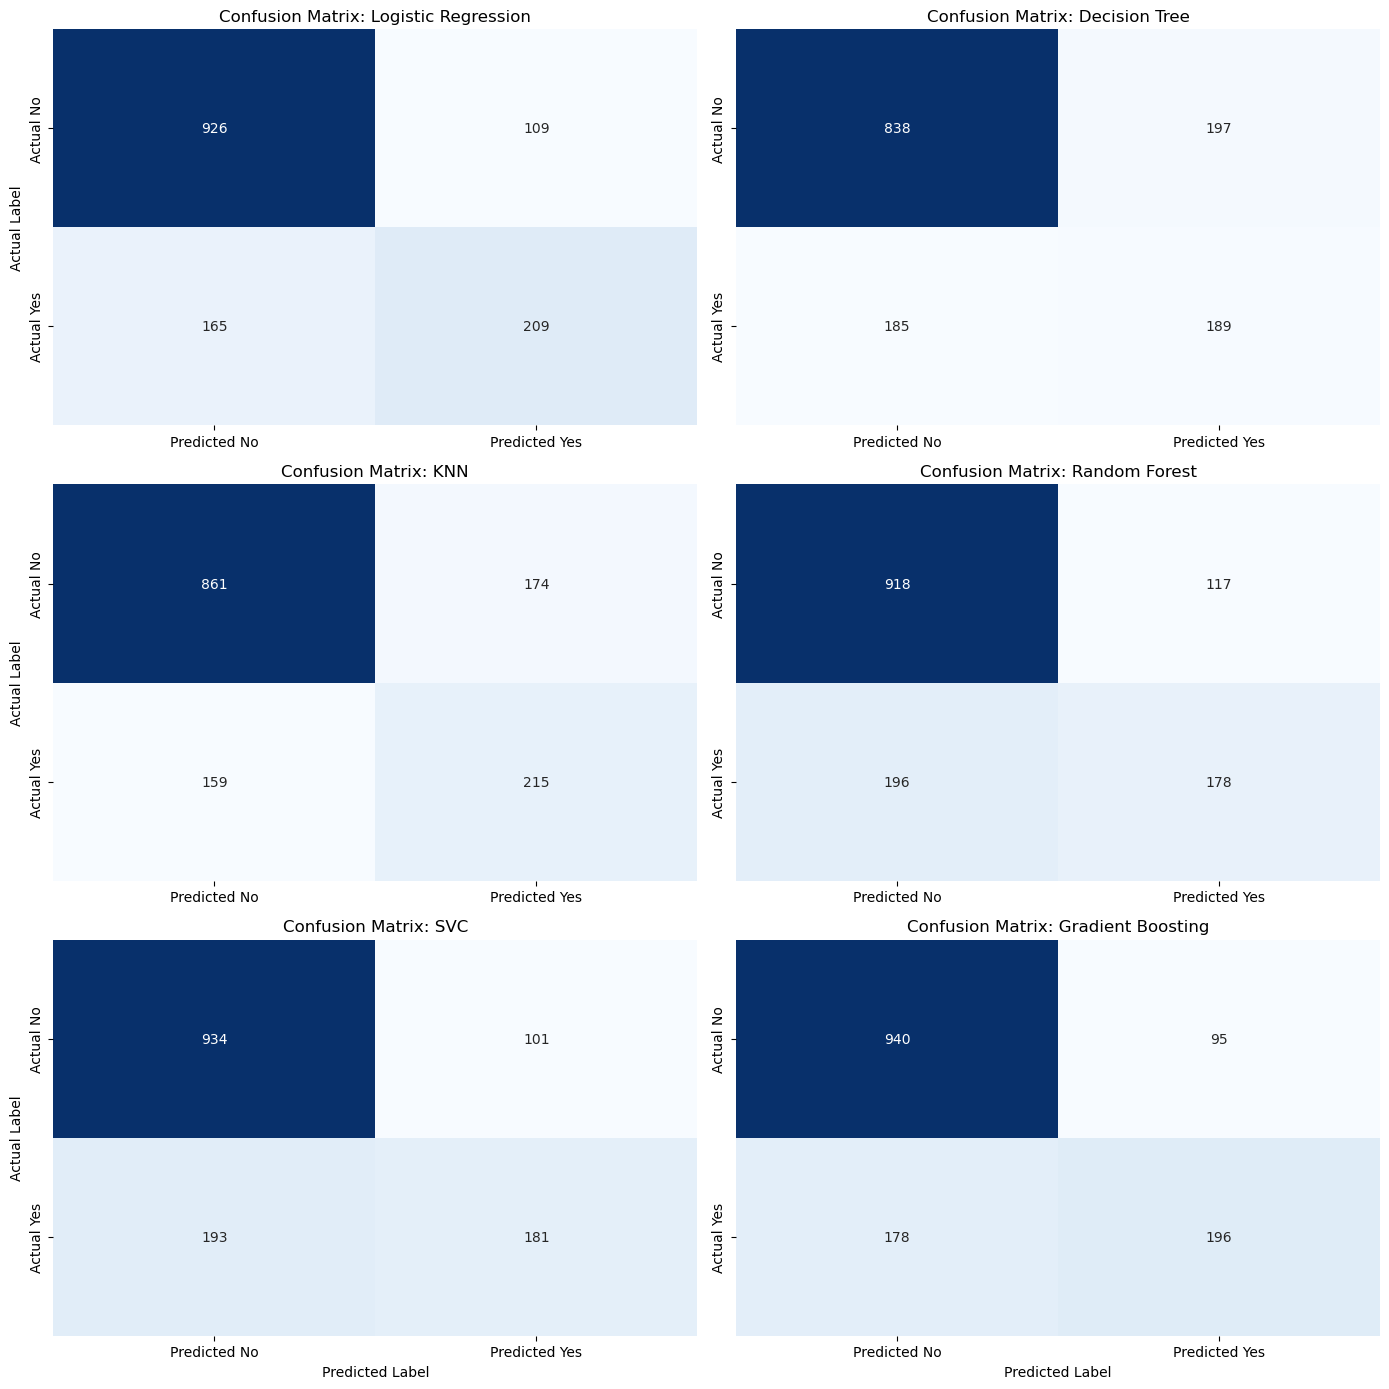 Confusion Matrix: Logistic Regression
Actual Label
Actual No
926
109
Actual Yes
165
209
Predicted No
Predicted Yes
Confusion Matrix: Decision Tree
Actual No
838
197
Actual Yes
185
189
Predicted No
Predicted Yes
Confusion Matrix: KNN
Actual Label
Actual No
861
174
Actual Yes
159
215
Predicted No
Predicted Yes
Confusion Matrix: Random Forest
Actual No
918
117
Actual Yes
196
178
Predicted No
Predicted Yes
Confusion Matrix: SVC
Actual Label
Actual No
934
101
Actual Yes
193
181
Predicted No
Predicted Yes
Predicted Label
Confusion Matrix: Gradient Boosting
Actual No
940
95
Actual Yes
178
196
Predicted No
Predicted Yes
Predicted Label